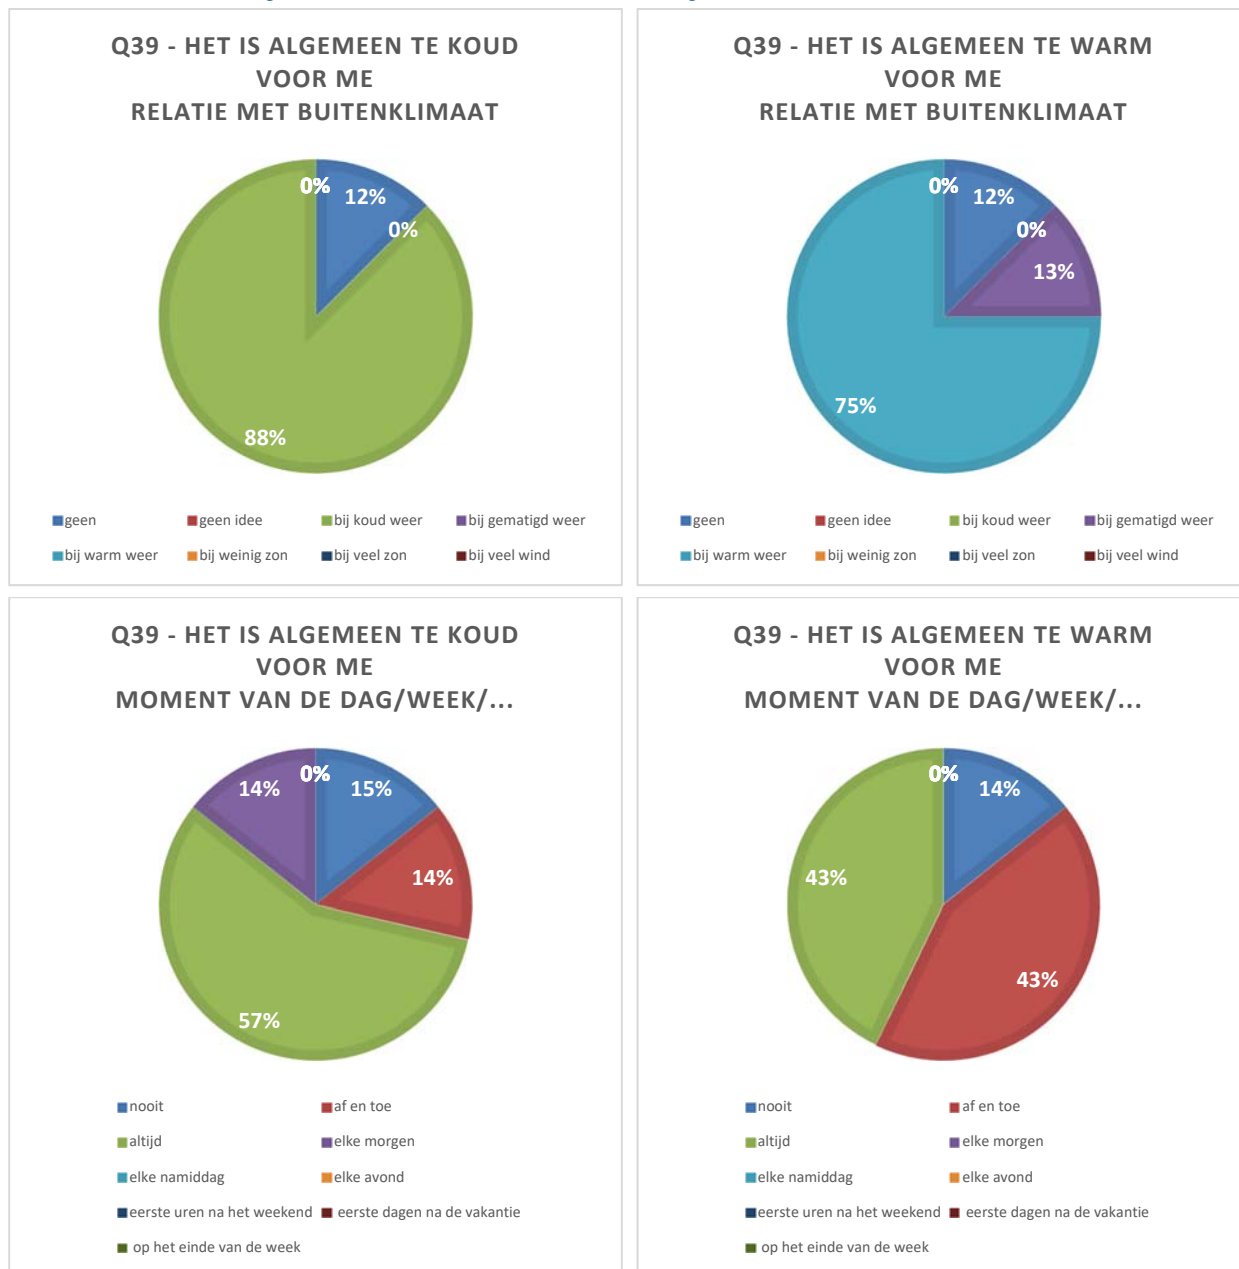 Q39 - HET IS ALGEMEEN TE KOUD
VOOR ME
RELATIE MET BUITENKLIMAAT
0%
12%
0%
88%
geen
geen idee
bij koud weer
bij gematigd weer
bij warm weer
bij weinig zon
bij veel zon
bij veel wind
Q39 - HET IS ALGEMEEN TE WARM
VOOR ME
RELATIE MET BUITENKLIMAAT
0%
12%
0%
13%
75%
geen
geen idee
bij koud weer
bij gematigd weer
bij warm weer
bij weinig zon
bij veel zon
bij veel wind
Q39 - HET IS ALGEMEEN TE KOUD
VOOR ME
MOMENT VAN DE DAG/WEEK/...
0%
15%
14%
14%
57%
nooit
af en toe
altijd
elke morgen
elke namiddag
elke avond
eerste uren na het weekend
eerste dagen na de vakantie
op het einde van de week
Q39 - HET IS ALGEMEEN TE WARM
VOOR ME
MOMENT VAN DE DAG/WEEK/...
0%
14%
43%
43%
nooit
af en toe
altijd
elke morgen
elke namiddag
elke avond
eerste uren na het weekend
eerste dagen na de vakantie
op het einde van de week